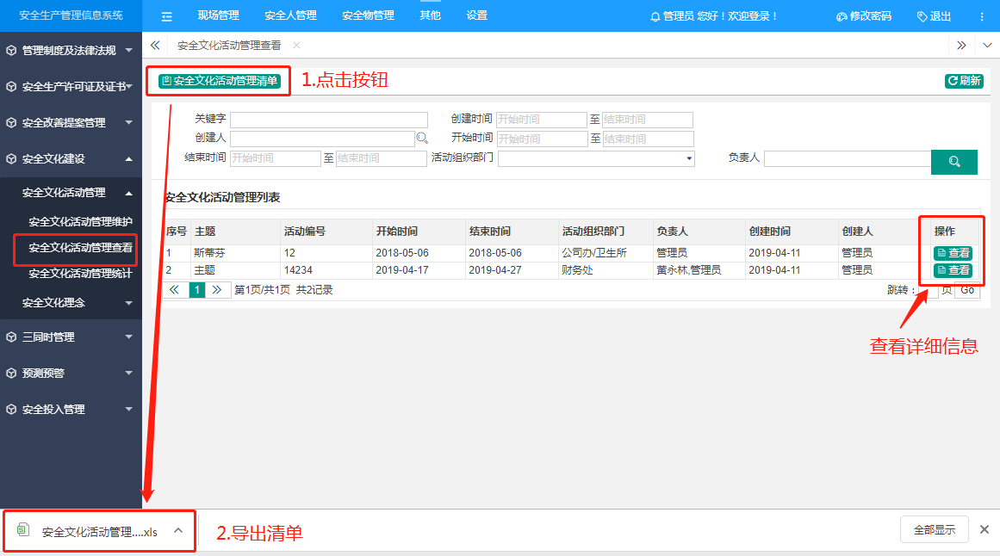 安全生产管理信息系统 现场管理 安全人管理 安全物管理 其他 设置 管理员 您好！欢迎登录！ 修改密码 退出
管理制度及法律法规
安全生产许可证及证书
安全改善提案管理
安全文化建设
安全文化活动管理
安全文化活动管理维护
安全文化活动管理查看
安全文化活动管理统计
安全文化理念
三同时管理
预测预警
安全投入管理
安全文化活动管理查看
安全文化活动管理清单 1.点击按钮 刷新
关键字 创建时间 开始时间 至 结束时间
创建人 开始时间 开始时间 至 结束时间
结束时间 开始时间 至 结束时间 活动组织部门 负责人
安全文化活动管理列表
序号 主题 活动编号 开始时间 结束时间 活动组织部门 负责人 创建时间 创建人 操作
1 斯蒂芬 12 2018-05-06 2018-05-06 公司办/卫生所 管理员 2019-04-11 管理员 查看
2 主题 14234 2019-04-17 2019-04-27 财务处 黄永林,管理员 2019-04-11 管理员 查看
1 第1页/共1页 共2记录 跳转： 页 Go
查看详细信息
安全文化活动管理....xls 2.导出清单 全部显示